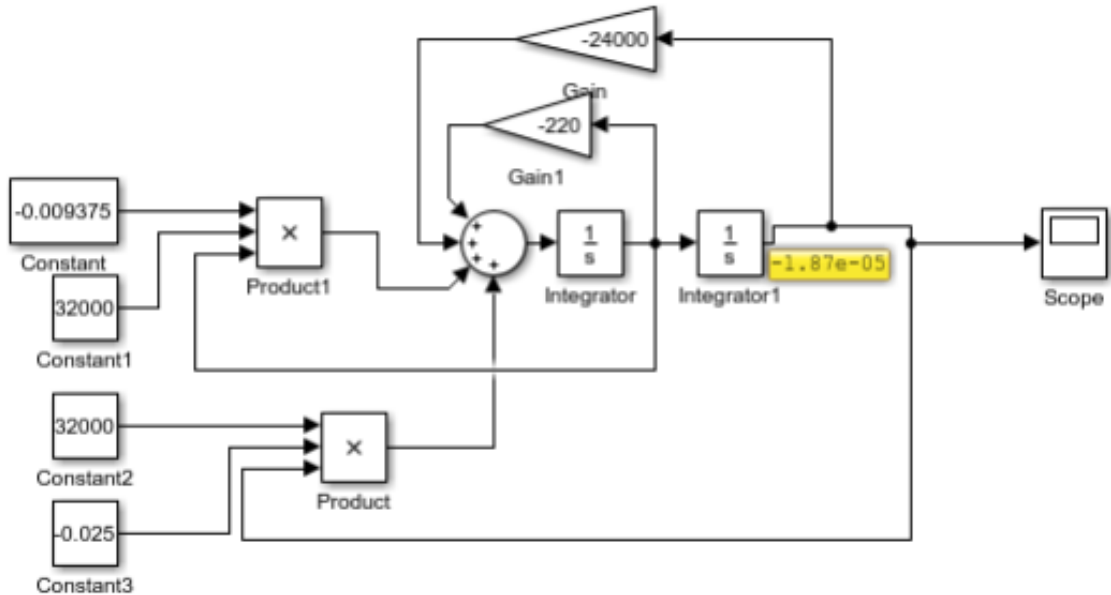 -24000
Gain
-220
Gain1
-0.009375
Constant
×
Product1
32000
Constant1
+
+
+
+
1
s
Integrator
1
s
Integrator1
-1.87e-05
Scope
32000
Constant2
×
Product
-0.025
Constant3